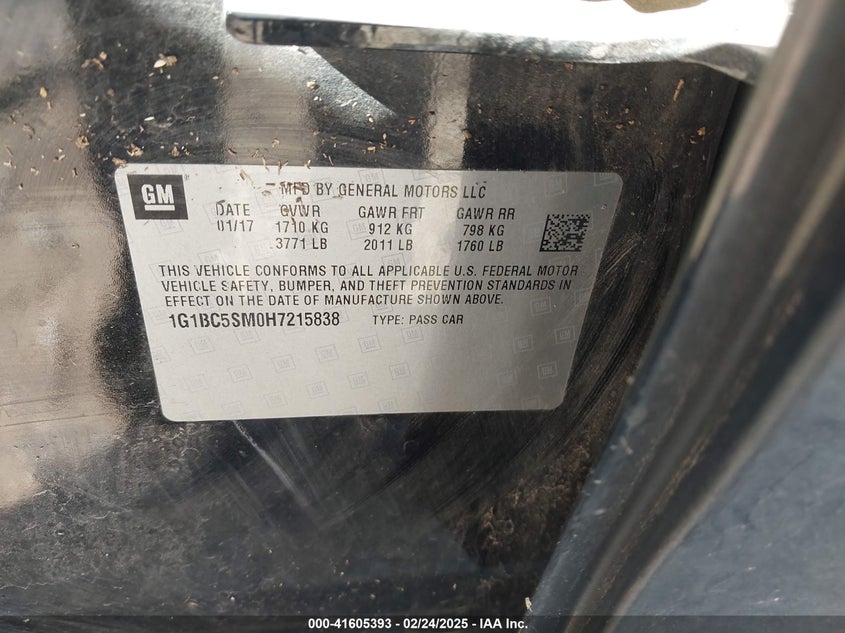 GM
MFD BY GENERAL MOTORS LLC
DATE GVWR GAWR FRT GAWR RR
01/17 1710 KG 912 KG 798 KG
3771 LB 2011 LB 1760 LB
THIS VEHICLE CONFORMS TO ALL APPLICABLE U.S. FEDERAL MOTOR
VEHICLE SAFETY, BUMPER, AND THEFT PREVENTION STANDARDS IN
EFFECT ON THE DATE OF MANUFACTURE SHOWN ABOVE.
1G1BC5SM0H7215838 TYPE: PASS CAR
000-41605393 - 02/24/2025 - IAA Inc.